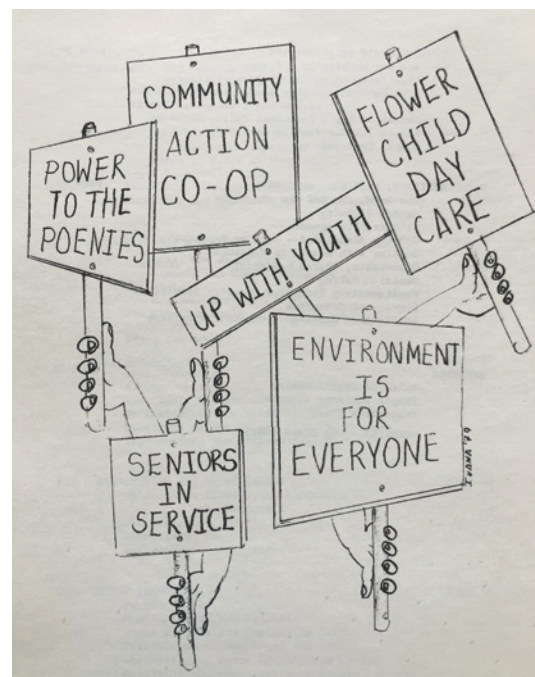 COMMUNITY
ACTION
CO-OP
FLOWER
CHILD
DAY
CARE
POWER
TO THE
POENIES
UP WITH YOUTH
ENVIRONMENT
IS
FOR
EVERYONE
SENIORS
IN
SERVICE